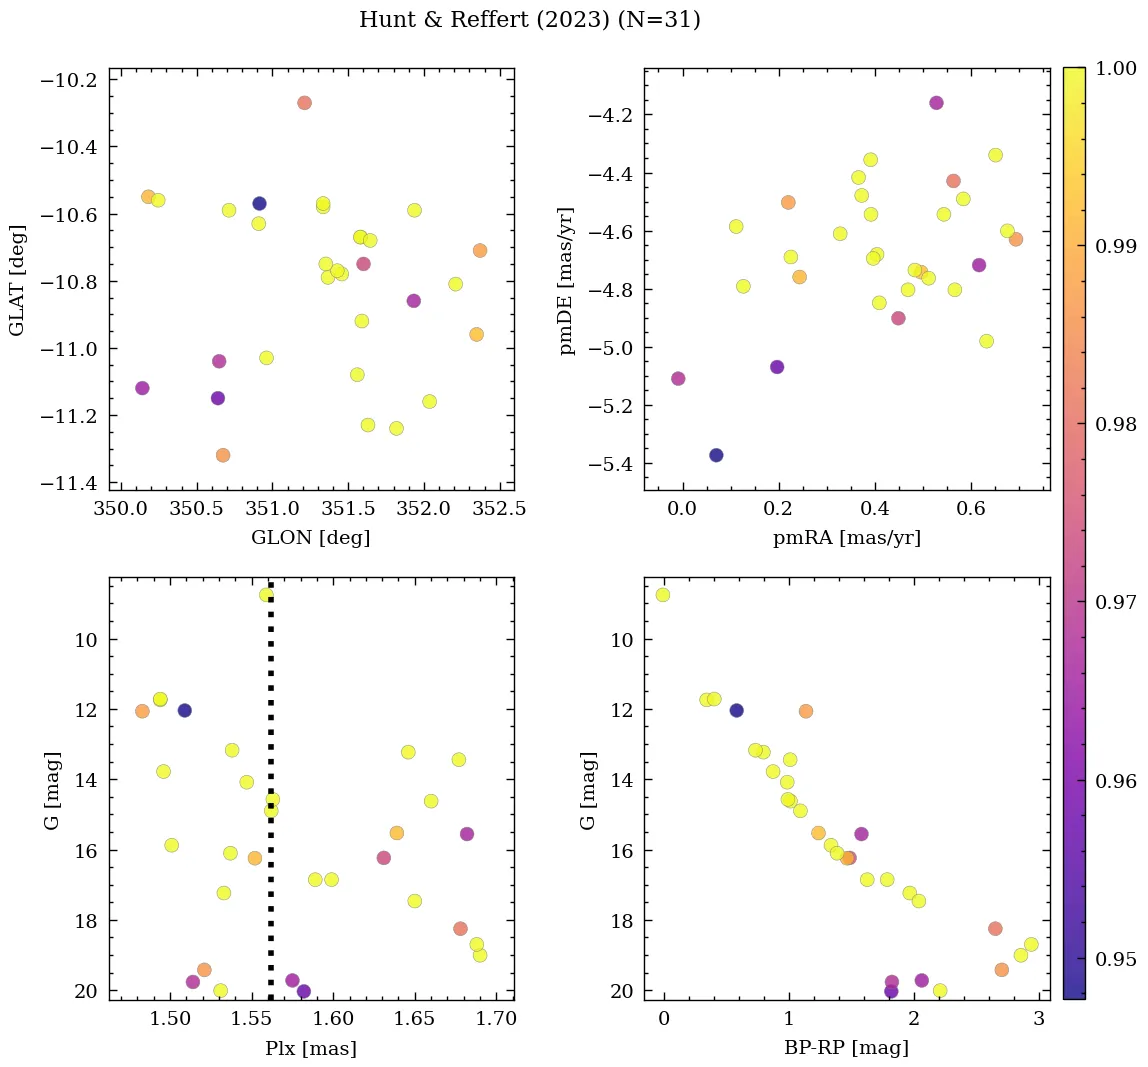 Hunt & Reffert (2023) (N=31)
−10.2
−10.4
−10.6
−10.8
−11.0
−11.2
−11.4
GLAT [deg]
350.0 350.5 351.0 351.5 352.0 352.5
GLON [deg]
−4.2
−4.4
−4.6
−4.8
−5.0
−5.2
−5.4
pmDE [mas/yr]
0.0 0.2 0.4 0.6
pmRA [mas/yr]
10
12
14
16
18
20
G [mag]
1.50 1.55 1.60 1.65 1.70
Plx [mas]
10
12
14
16
18
20
G [mag]
0 1 2 3
BP-RP [mag]
1.00
0.99
0.98
0.97
0.96
0.95